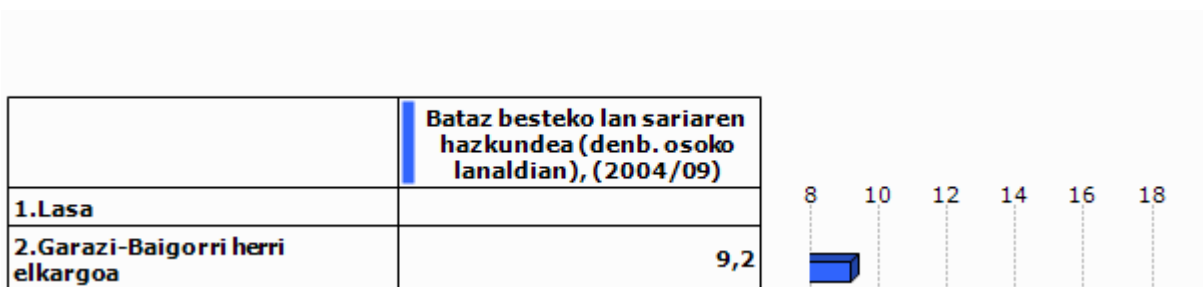 Bataz besteko lan sariaren
hazkundea (denb. osoko
lanaldian), (2004/09)
8 10 12 14 16 18
1.Lasa
2.Garazi-Baigorri herri
elkargoa
9,2